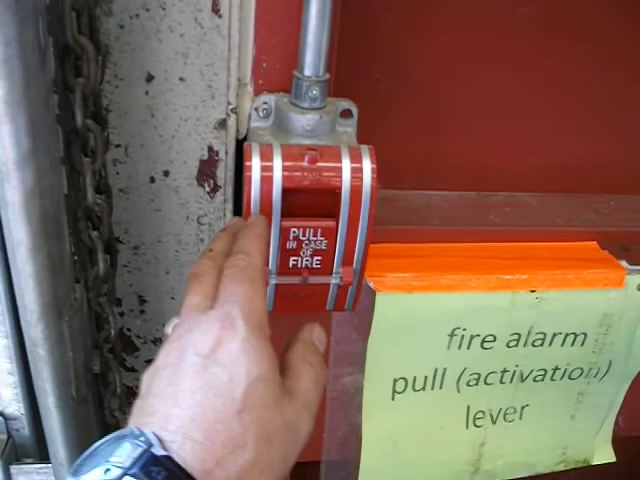 PULL
IN CASE
OF
FIRE
fire alarm
pull (activation)
lever